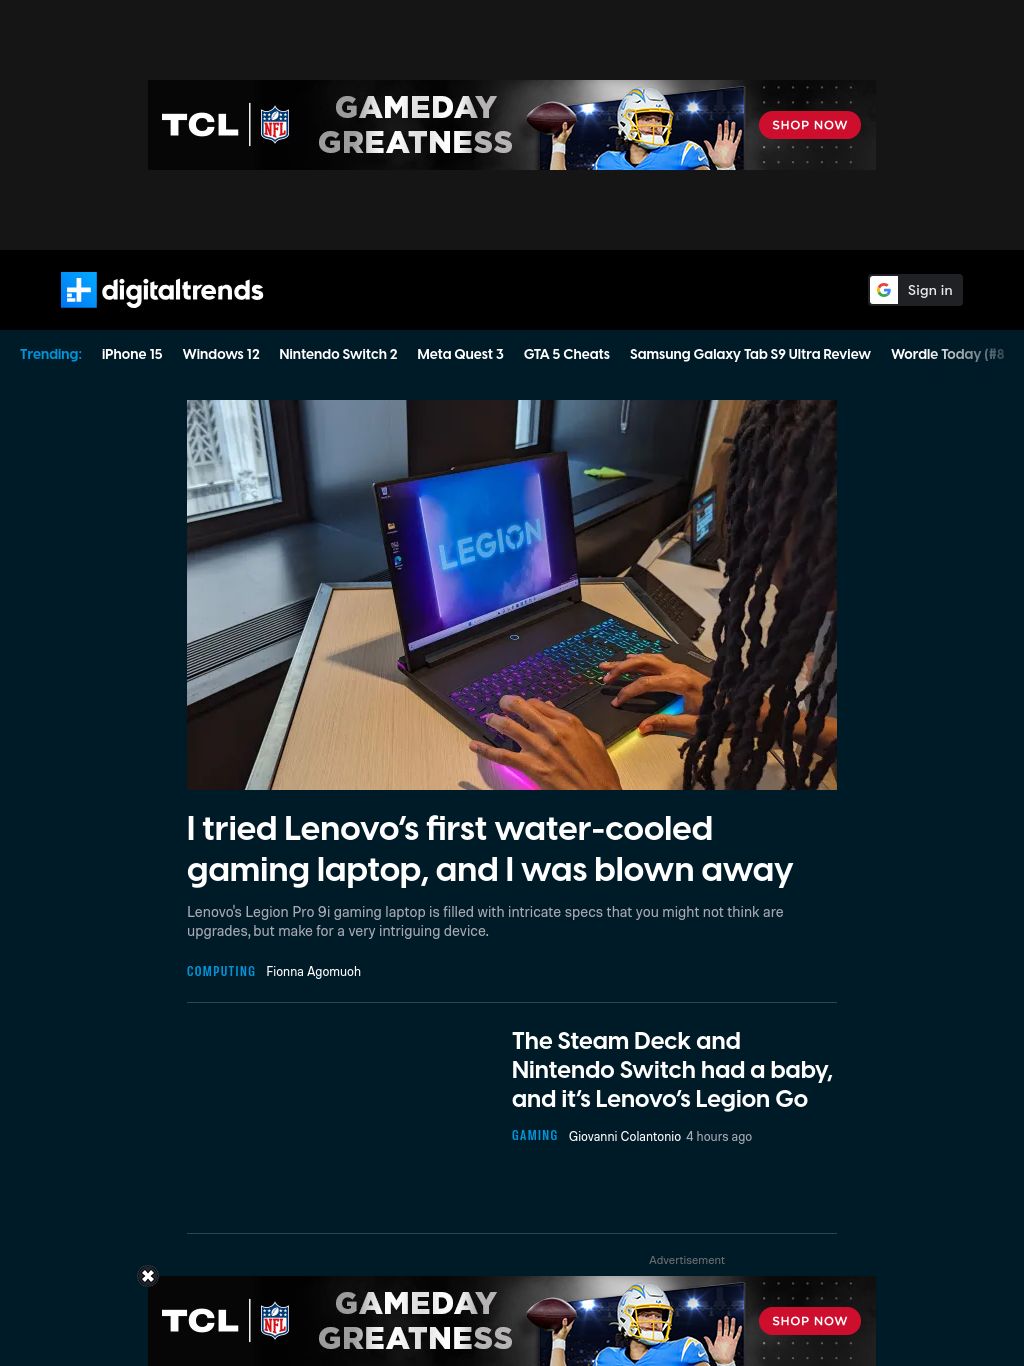 TCL NFL GAMEDAY
GREATNESS
SHOP NOW
digitaltrends
Sign in
Trending: iPhone 15 Windows 12 Nintendo Switch 2 Meta Quest 3 GTA 5 Cheats Samsung Galaxy Tab S9 Ultra Review Wordle Today (#8
LEGION
I tried Lenovo's first water-cooled
gaming laptop, and I was blown away
Lenovo's Legion Pro 9i gaming laptop is filled with intricate specs that you might not think are
upgrades, but make for a very intriguing device.
COMPUTING Fionna Agomuoh
The Steam Deck and
Nintendo Switch had a baby,
and it's Lenovo's Legion Go
GAMING Giovanni Colantonio 4 hours ago
Advertisement
TCL NFL GAMEDAY
GREATNESS
SHOP NOW